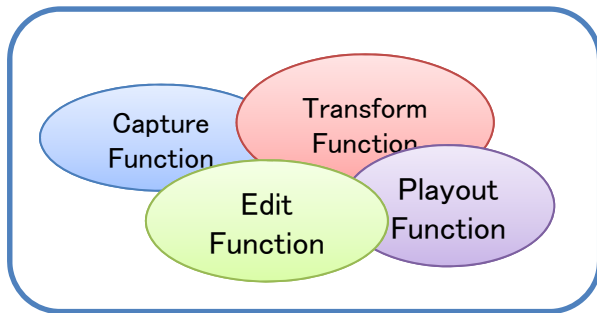 Capture
Function
Transform
Function
Edit
Function
Playout
Function